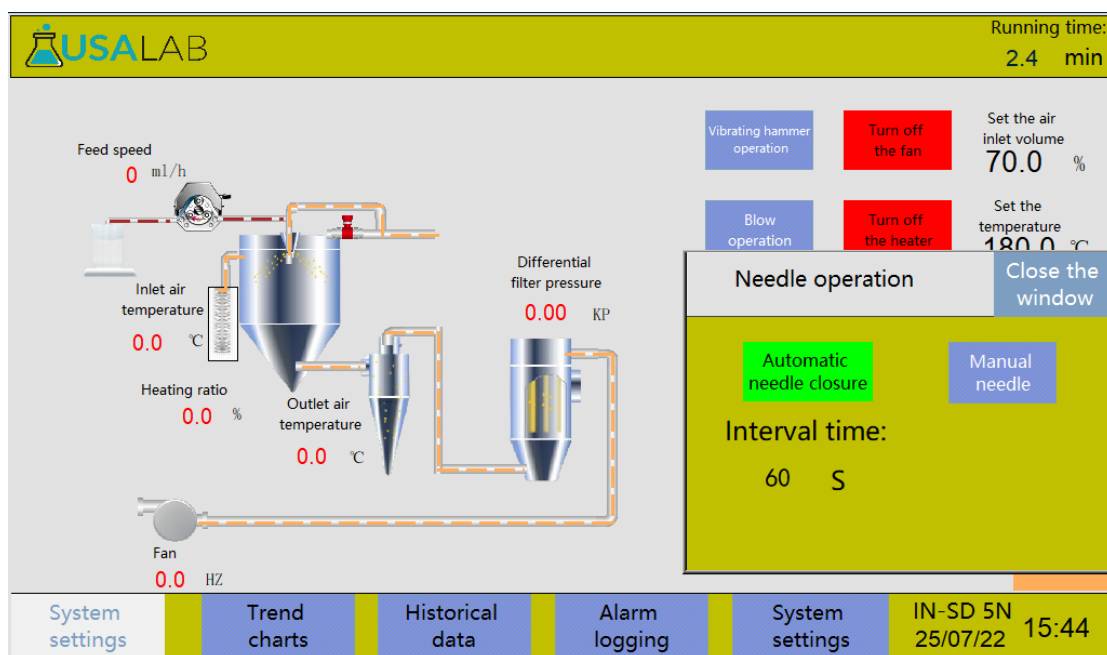 USALAB
Running time:
2.4 min
Feed speed
0 ml/h
Vibrating hammer
operation
Turn off
the fan
Set the air
inlet volume
70.0 %
Blow
operation
Turn off
the heater
Set the
temperature
180.0 ℃
Inlet air
temperature
0.0 ℃
Differential
filter pressure
0.00 KP
Heating ratio
0.0 %
Outlet air
temperature
0.0 ℃
Needle operation
Close the
window
Automatic
needle closure
Manual
needle
Interval time:
60 S
Fan
0.0 HZ
System
settings
Trend
charts
Historical
data
Alarm
logging
System
settings
IN-SD 5N
25/07/22
15:44